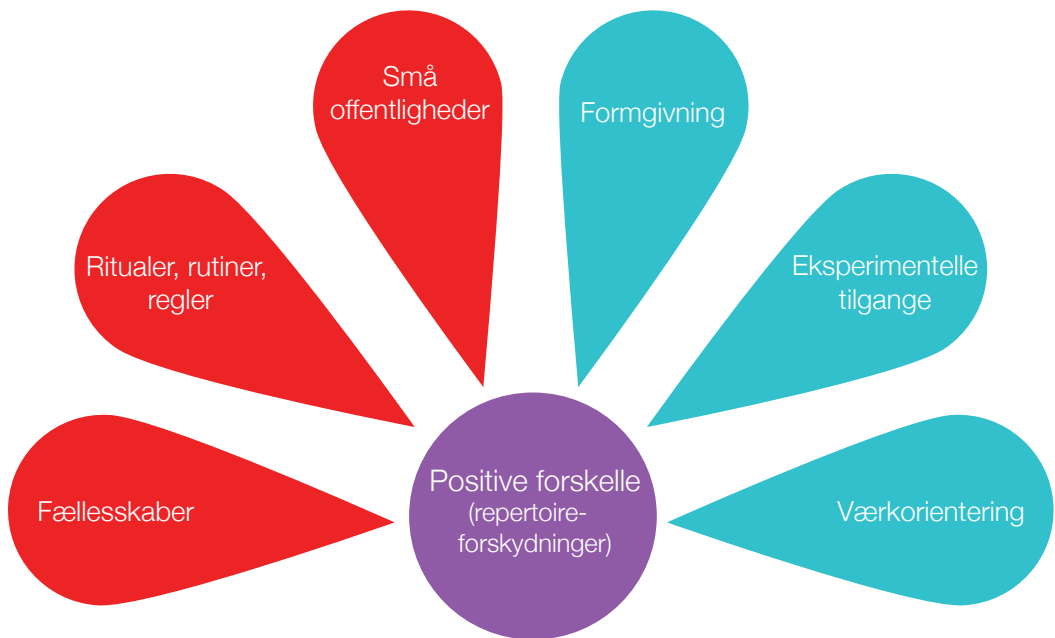 Små
offentligheder
Formgivning
Ritualer, rutiner,
regler
Eksperimentelle
tilgange
Fællesskaber
Positive forskelle
(repertoire-
forskydninger)
Værkorientering